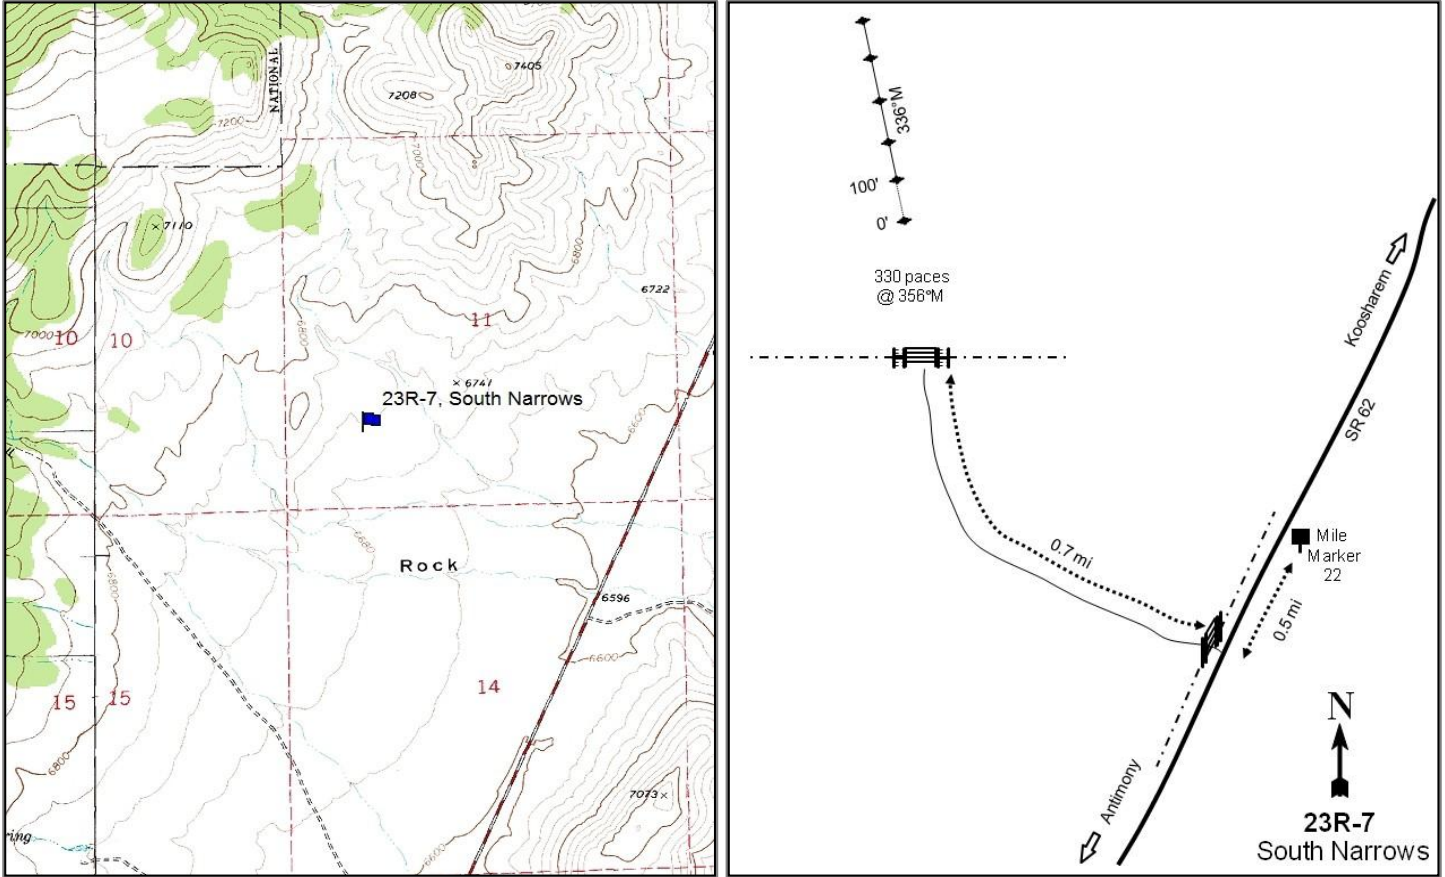 NATIONAL
7405
7208
7200
7000
7110
6800
6722
7000
10
10
11
6800
6741
23R-7, South Narrows
6600
6680
Rock
6800
6596
6600
15
15
14
6800
7073
ring
6600
336°M
100'
0'
330 paces
@ 356°M
Koosharem
SR 62
0.7 mi
Mile
Marker
22
0.5 mi
Antimony
N
23R-7
South Narrows